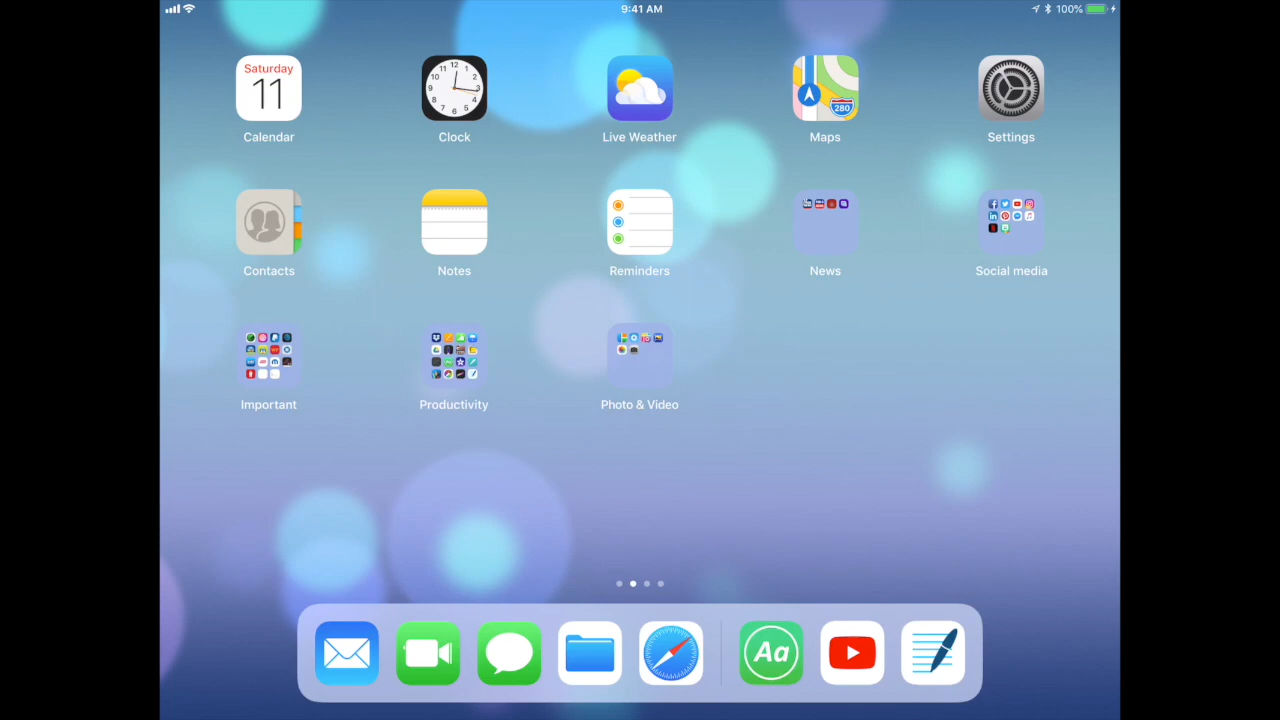 9:41 AM
100%
Saturday
11
Calendar
Clock
Live Weather
280
Maps
Settings
Contacts
Notes
Reminders
News
Social media
Important
Productivity
Photo & Video
Aa